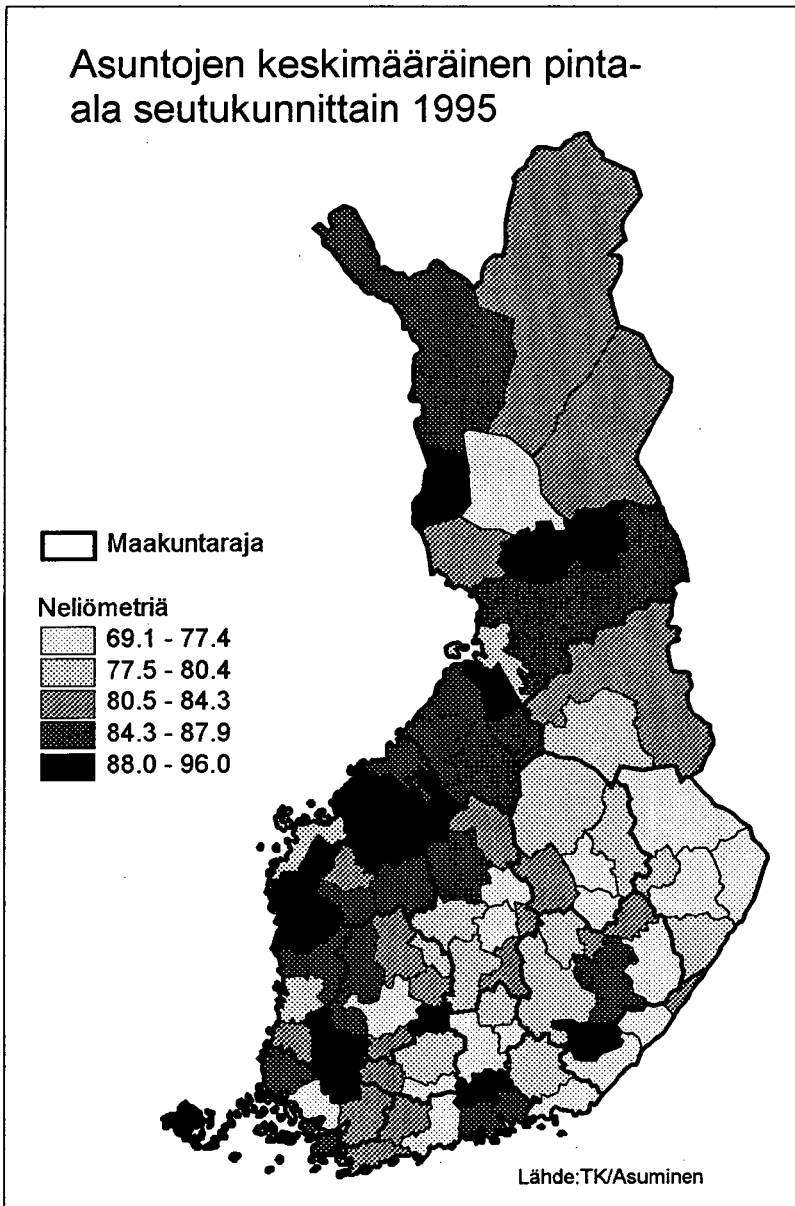 Asuntojen keskimääräinen pinta-
ala seutukunnittain 1995
Maakuntaraja
Neliömetriä
69.1 - 77.4
77.5 - 80.4
80.5 - 84.3
84.3 - 87.9
88.0 - 96.0
Lähde:TK/Asuminen